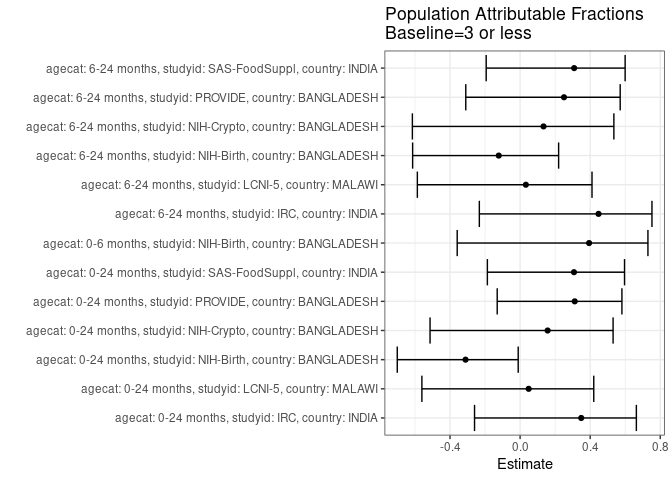 Population Attributable Fractions
Baseline=3 or less
agecat: 6-24 months, studyid: SAS-FoodSuppl, country: INDIA
agecat: 6-24 months, studyid: PROVIDE, country: BANGLADESH
agecat: 6-24 months, studyid: NIH-Crypto, country: BANGLADESH
agecat: 6-24 months, studyid: NIH-Birth, country: BANGLADESH
agecat: 6-24 months, studyid: LCNI-5, country: MALAWI
agecat: 6-24 months, studyid: IRC, country: INDIA
agecat: 0-6 months, studyid: NIH-Birth, country: BANGLADESH
agecat: 0-24 months, studyid: SAS-FoodSuppl, country: INDIA
agecat: 0-24 months, studyid: PROVIDE, country: BANGLADESH
agecat: 0-24 months, studyid: NIH-Crypto, country: BANGLADESH
agecat: 0-24 months, studyid: NIH-Birth, country: BANGLADESH
agecat: 0-24 months, studyid: LCNI-5, country: MALAWI
agecat: 0-24 months, studyid: IRC, country: INDIA
-0.4 0.0 0.4 0.8
Estimate